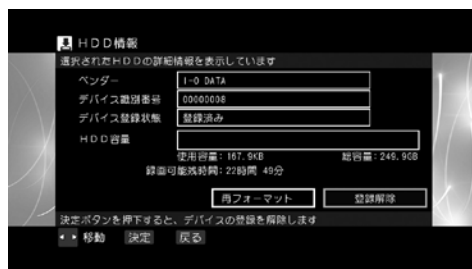 HDD情報
選択されたHDDの詳細情報を表示しています
ベンダー I-O DATA
デバイス識別番号 00000008
デバイス登録状態 登録済み
HDD容量
使用容量:167.9KB 総容量:249.9GB
録画可能残時間:22時間 49分
再フォーマット 登録解除
決定ボタンを押下すると、デバイスの登録を解除します
移動 決定 戻る